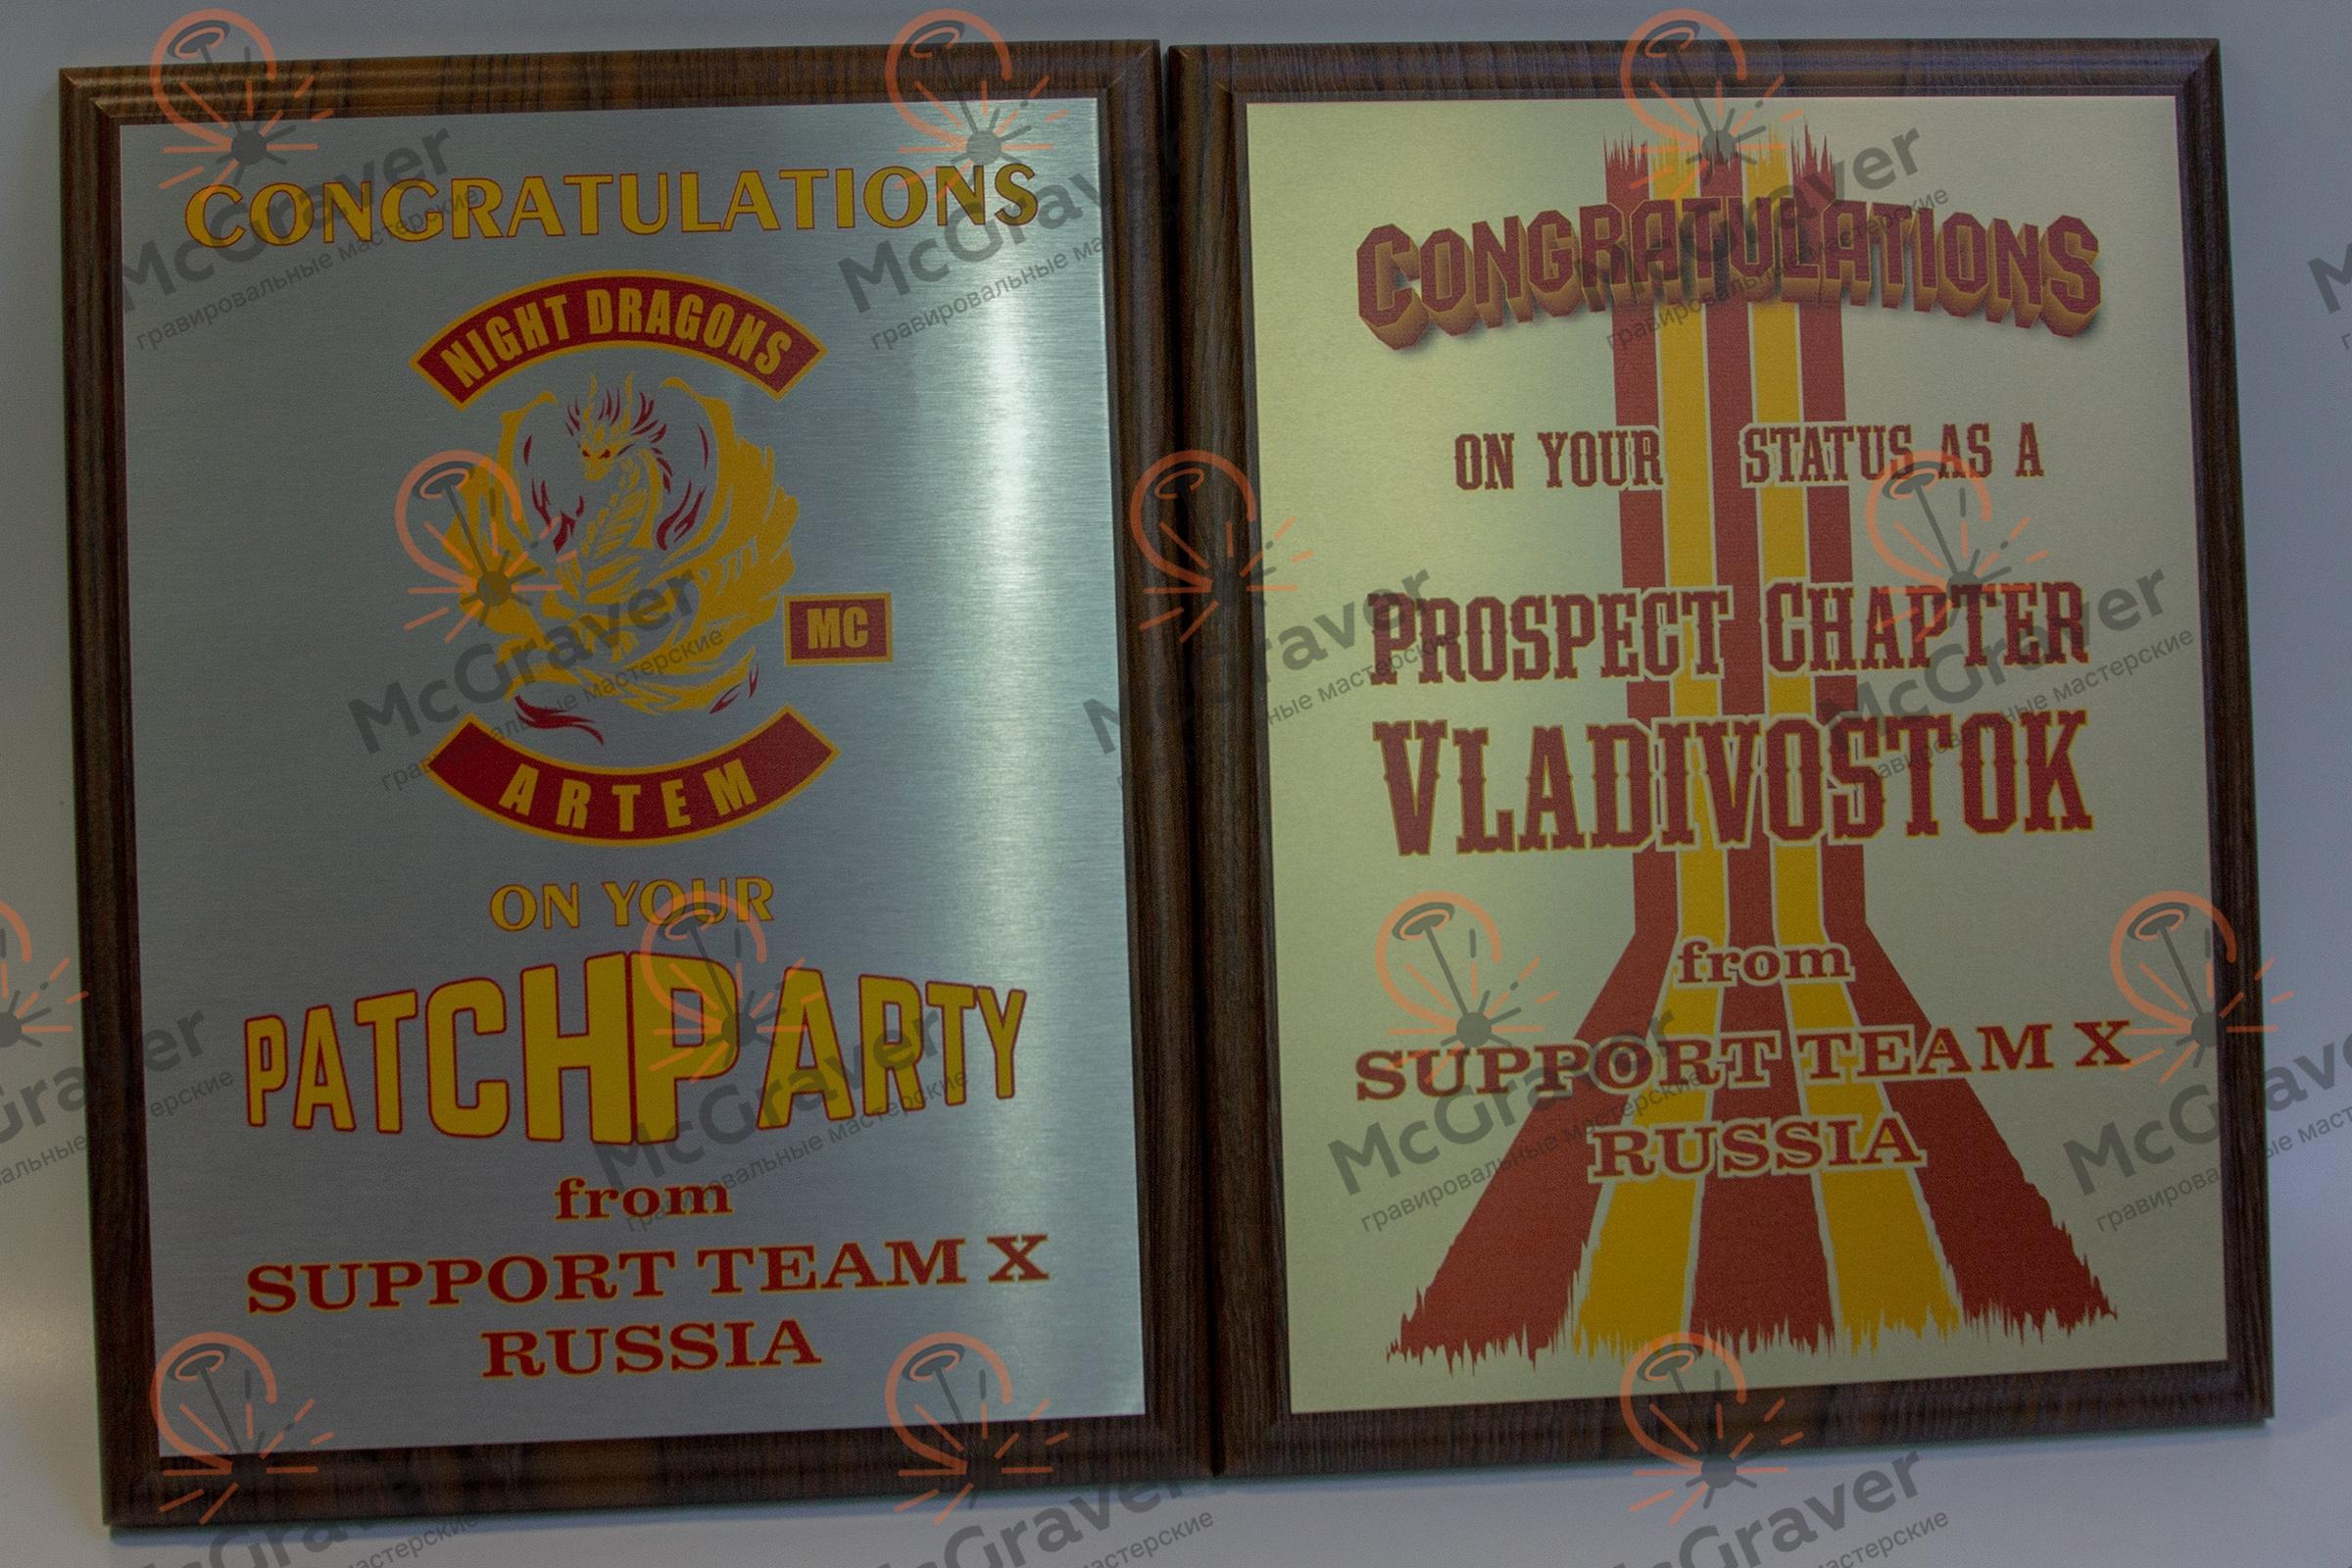 CONGRATULATIONS
NIGHT DRAGONS
MC
ARTEM
ON YOUR
PATCHPARTY
from
SUPPORT TEAM X
RUSSIA
CONGRATULATIONS
ON YOUR STATUS AS A
PROSPECT CHAPTER
VLADIVOSTOK
from
SUPPORT TEAM X
RUSSIA
McGraver
гравировальные мастерские